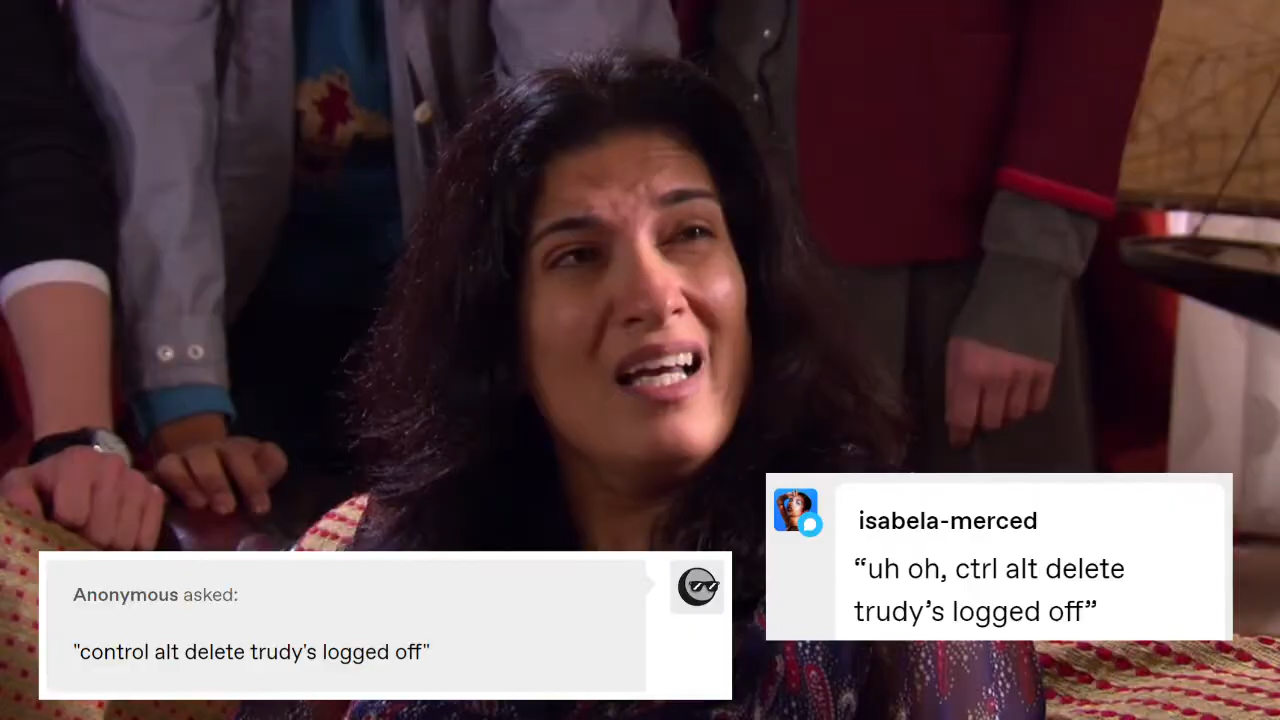 Anonymous asked:
"control alt delete trudy's logged off"
isabela-merced
“uh oh, ctrl alt delete
trudy’s logged off”